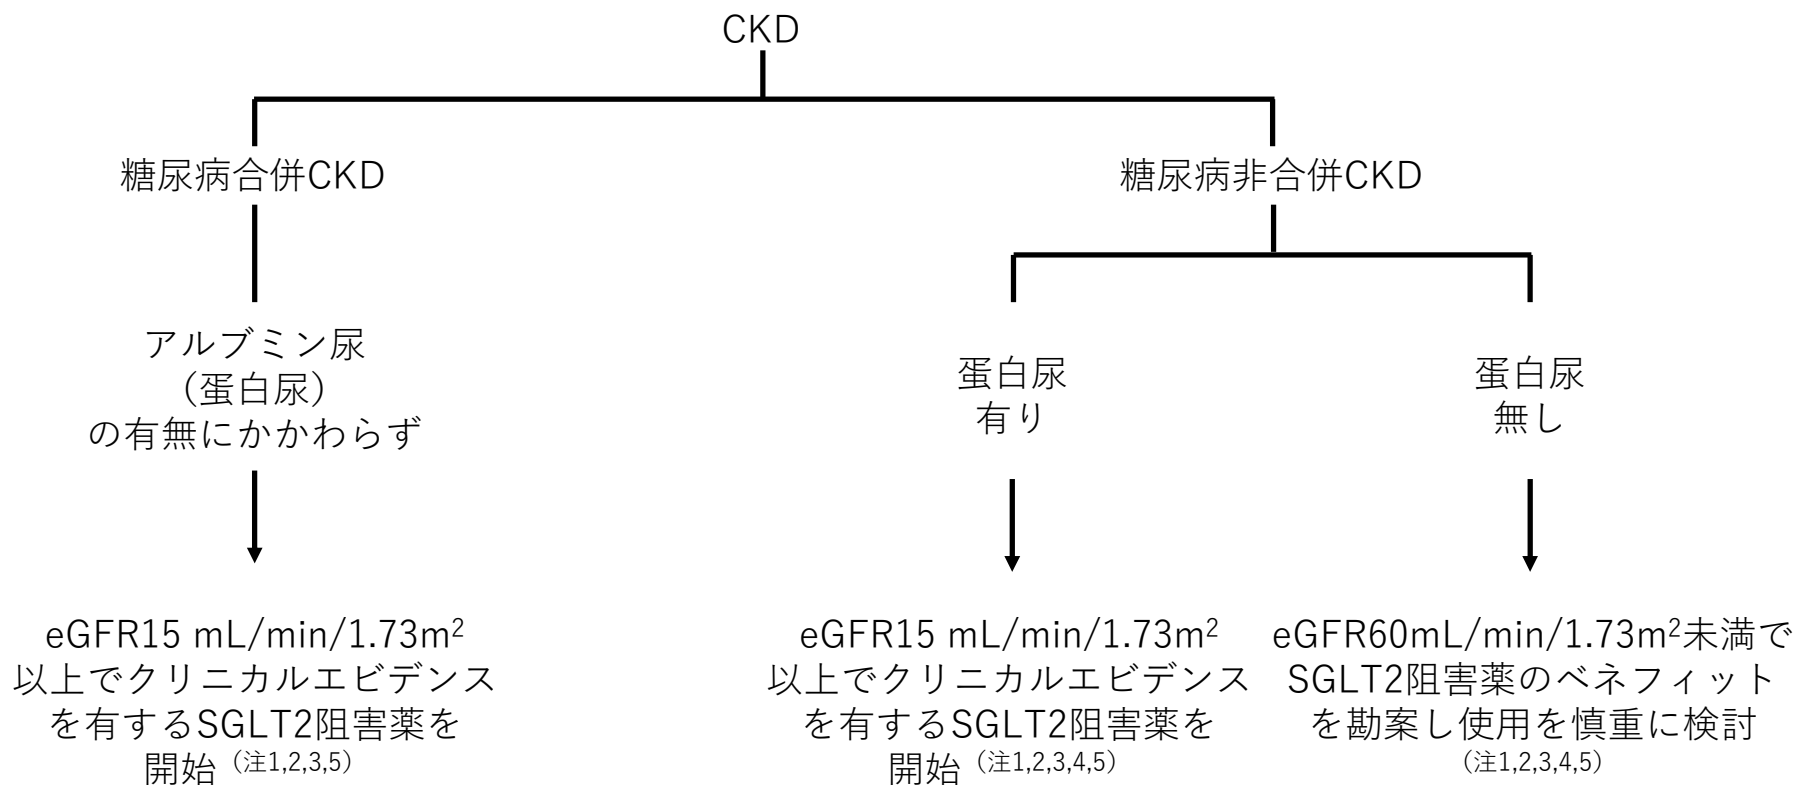 CKD
糖尿病合併CKD
糖尿病非合併CKD
アルブミン尿
（蛋白尿）
の有無にかかわらず
蛋白尿
有り
蛋白尿
無し
eGFR15 mL/min/1.73m²
以上でクリニカルエビデンス
を有するSGLT2阻害薬を
開始（注1,2,3,5）
eGFR15 mL/min/1.73m²
以上でクリニカルエビデンス
を有するSGLT2阻害薬を
開始（注1,2,3,4,5）
eGFR60mL/min/1.73m²未満で
SGLT2阻害薬のベネフィット
を勘案し使用を慎重に検討
（注1,2,3,4,5）